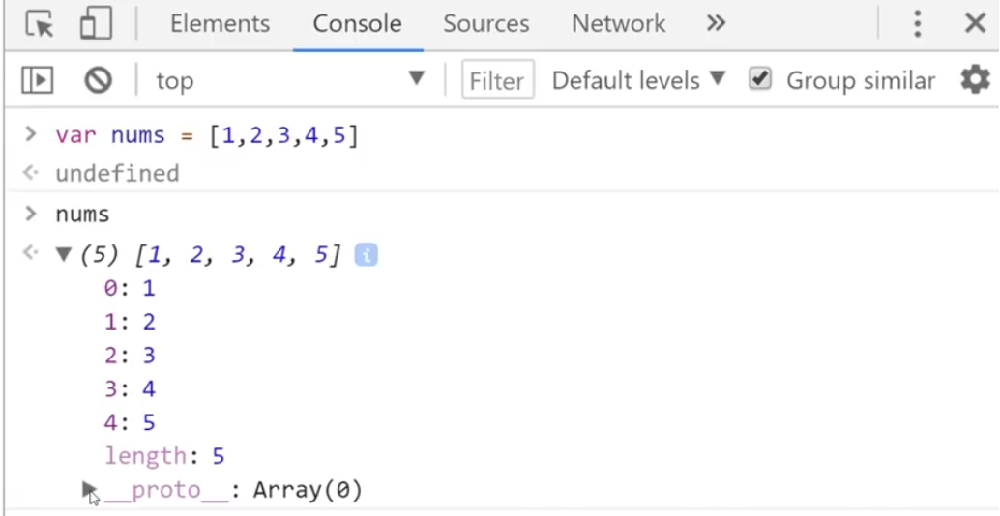 Elements Console Sources Network »
top ▼ Filter Default levels ▼ Group similar
> var nums = [1,2,3,4,5]
<· undefined
> nums
<· ▼ (5) [1, 2, 3, 4, 5] i
0: 1
1: 2
2: 3
3: 4
4: 5
length: 5
▶ __proto__: Array(0)